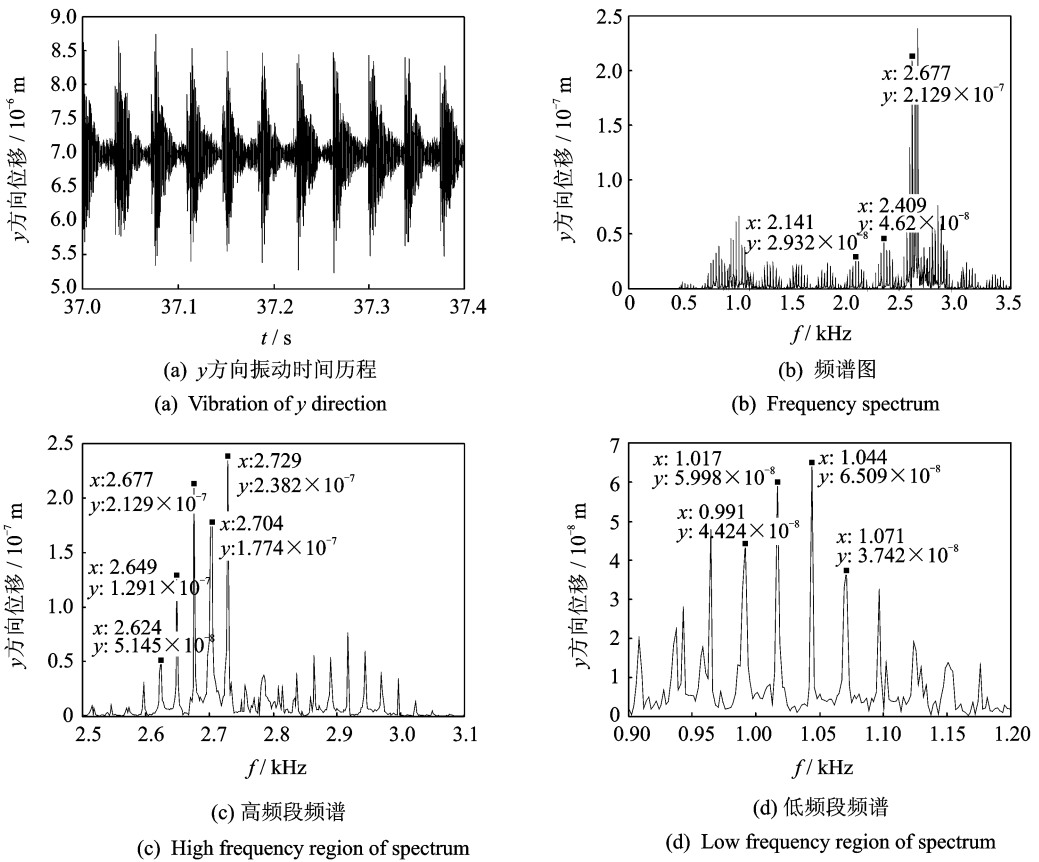 9.0
8.5
8.0
7.5
7.0
6.5
6.0
5.5
5.0
y方向位移 / 10⁻⁶ m
37.0 37.1 37.2 37.3 37.4
t / s
(a) y方向振动时间历程
(a) Vibration of y direction
2.5
2.0
1.5
1.0
0.5
0
y方向位移 / 10⁻⁷ m
x: 2.677
y: 2.129×10⁻⁷
x: 2.409
y: 4.62×10⁻⁸
x: 2.141
y: 2.932×10⁻⁸
0 0.5 1.0 1.5 2.0 2.5 3.0 3.5
f / kHz
(b) 频谱图
(b) Frequency spectrum
2.5
2.0
1.5
1.0
0.5
0
y方向位移 / 10⁻⁷ m
x:2.677
y:2.129×10⁻⁷
x:2.729
y:2.382×10⁻⁷
x:2.704
y:1.774×10⁻⁷
x: 2.649
y: 1.291×10⁻⁷
x: 2.624
y: 5.145×10⁻⁸
2.5 2.6 2.7 2.8 2.9 3.0 3.1
f / kHz
(c) 高频段频谱
(c) High frequency region of spectrum
7
6
5
4
3
2
1
0
y方向位移 / 10⁻⁸ m
x: 1.017
y: 5.998×10⁻⁸
x: 1.044
y: 6.509×10⁻⁸
x: 0.991
y: 4.424×10⁻⁸
x: 1.071
y: 3.742×10⁻⁸
0.90 0.95 1.00 1.05 1.10 1.15 1.20
f / kHz
(d) 低频段频谱
(d) Low frequency region of spectrum